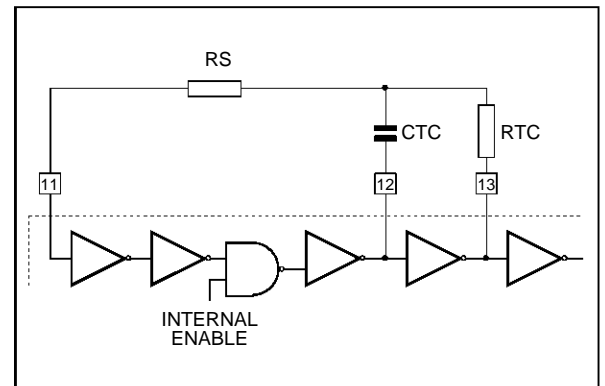 RS
CTC
RTC
11
12
13
INTERNAL
ENABLE